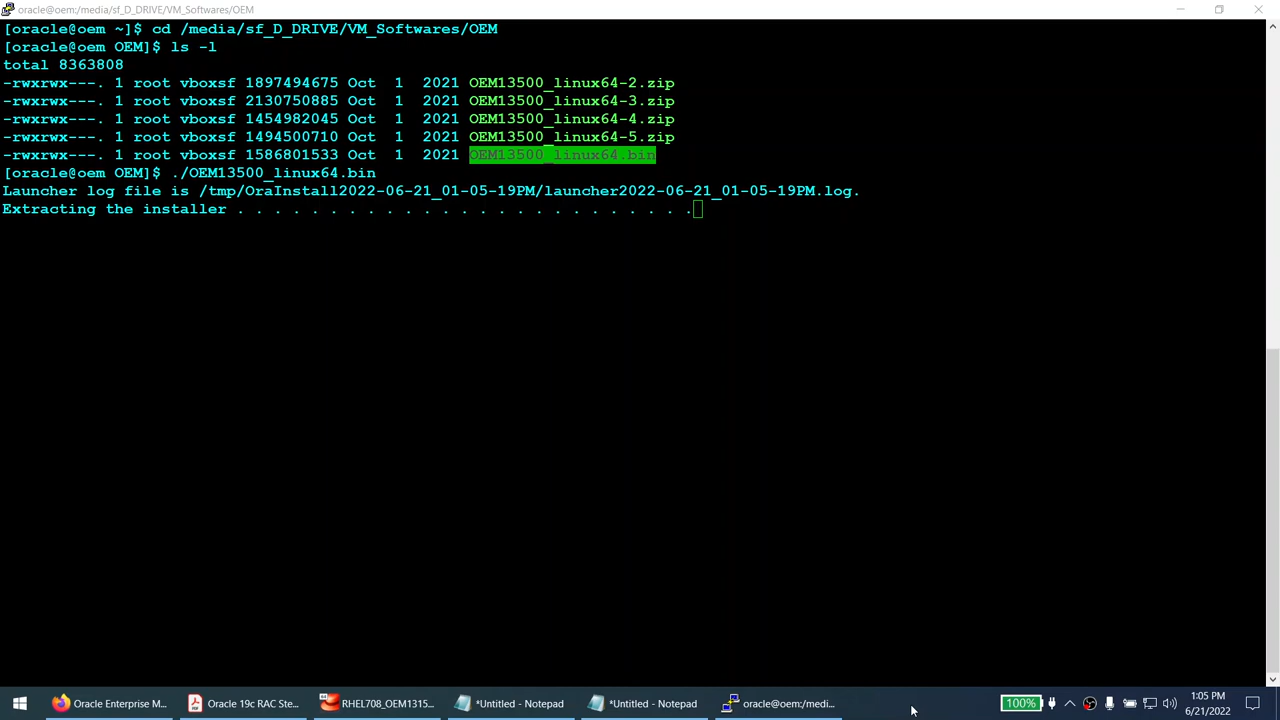 oracle@oem:/media/sf_D_DRIVE/VM_Softwares/OEM
[oracle@oem ~]$ cd /media/sf_D_DRIVE/VM_Softwares/OEM
[oracle@oem OEM]$ ls -l
total 8363808
-rwxrwx---. 1 root vboxsf 1897494675 Oct  1  2021 OEM13500_linux64-2.zip
-rwxrwx---. 1 root vboxsf 2130750885 Oct  1  2021 OEM13500_linux64-3.zip
-rwxrwx---. 1 root vboxsf 1454982045 Oct  1  2021 OEM13500_linux64-4.zip
-rwxrwx---. 1 root vboxsf 1494500710 Oct  1  2021 OEM13500_linux64-5.zip
-rwxrwx---. 1 root vboxsf 1586801533 Oct  1  2021 OEM13500_linux64.bin
[oracle@oem OEM]$ ./OEM13500_linux64.bin
Launcher log file is /tmp/OraInstall2022-06-21_01-05-19PM/launcher2022-06-21_01-05-19PM.log.
Extracting the installer . . . . . . . . . . . . . . . . . . . . . . . . .
Oracle Enterprise M...
Oracle 19c RAC Ste...
RHEL708_OEM1315...
*Untitled - Notepad
*Untitled - Notepad
oracle@oem:/medi...
100%
1:05 PM
6/21/2022